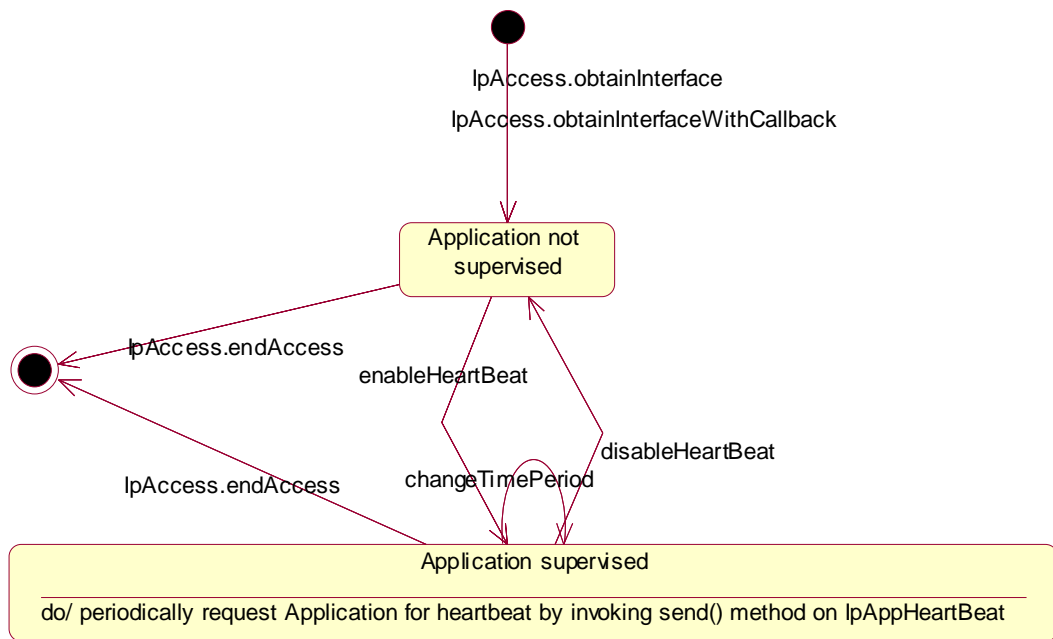 IpAccess.obtainInterface
IpAccess.obtainInterfaceWithCallback
Application not
supervised
IpAccess.endAccess
enableHeartBeat
disableHeartBeat
changeTimePeriod
IpAccess.endAccess
Application supervised
do/ periodically request Application for heartbeat by invoking send() method on IpAppHeartBeat